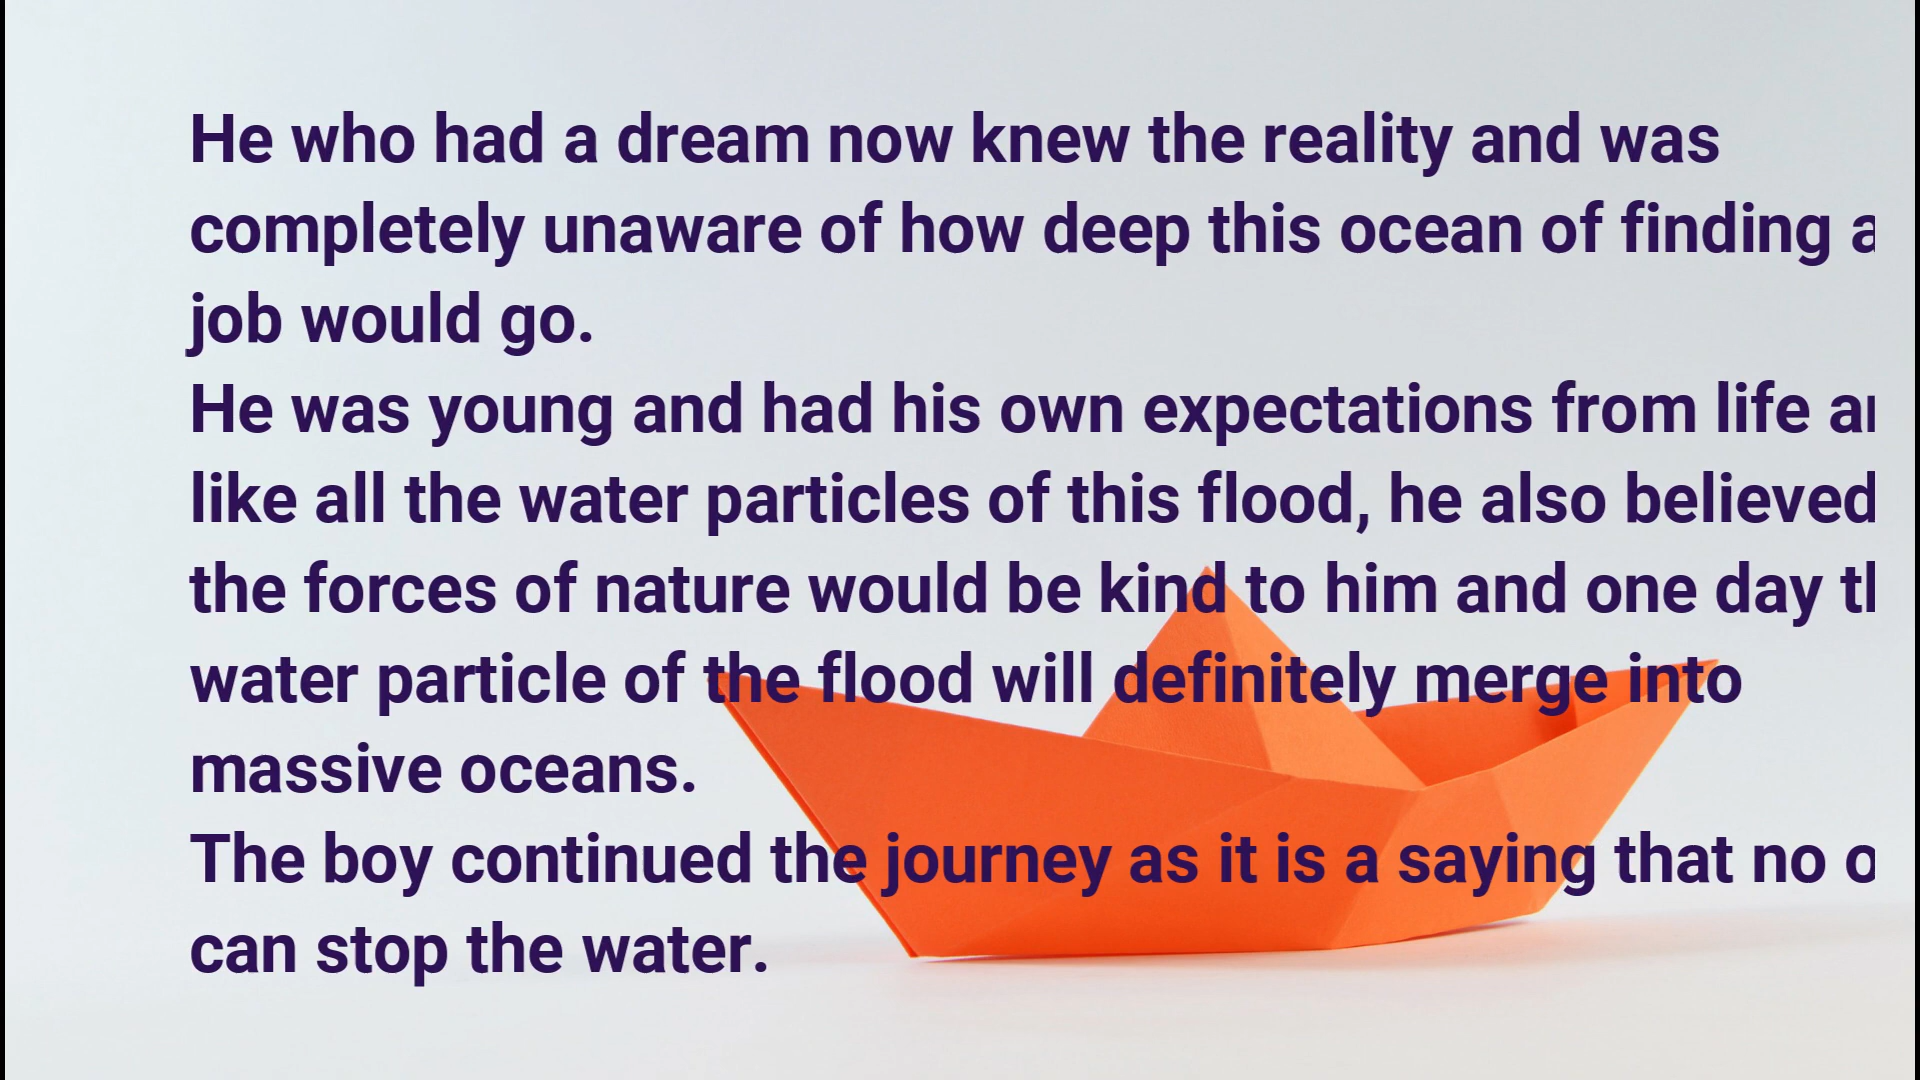 He who had a dream now knew the reality and was
completely unaware of how deep this ocean of finding a
job would go.
He was young and had his own expectations from life
like all the water particles of this flood, he also believed
the forces of nature would be kind to him and one day
water particle of the flood will definitely merge into
massive oceans.
The boy continued the journey as it is a saying that no
can stop the water.